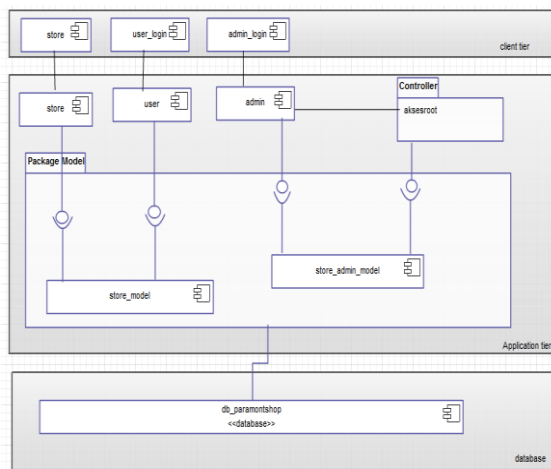 store
user_login
admin_login
client tier
store
user
admin
Controller
aksesroot
Package Model
store_model
store_admin_model
Application tier
db_paramontshop
<<database>>
database